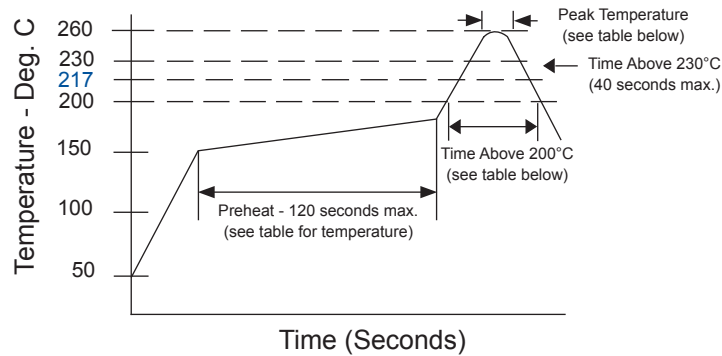 260
230
217
200
150
100
50
Temperature - Deg. C
Time (Seconds)
Peak Temperature
(see table below)
Time Above 230°C
(40 seconds max.)
Time Above 200°C
(see table below)
Preheat - 120 seconds max.
(see table for temperature)